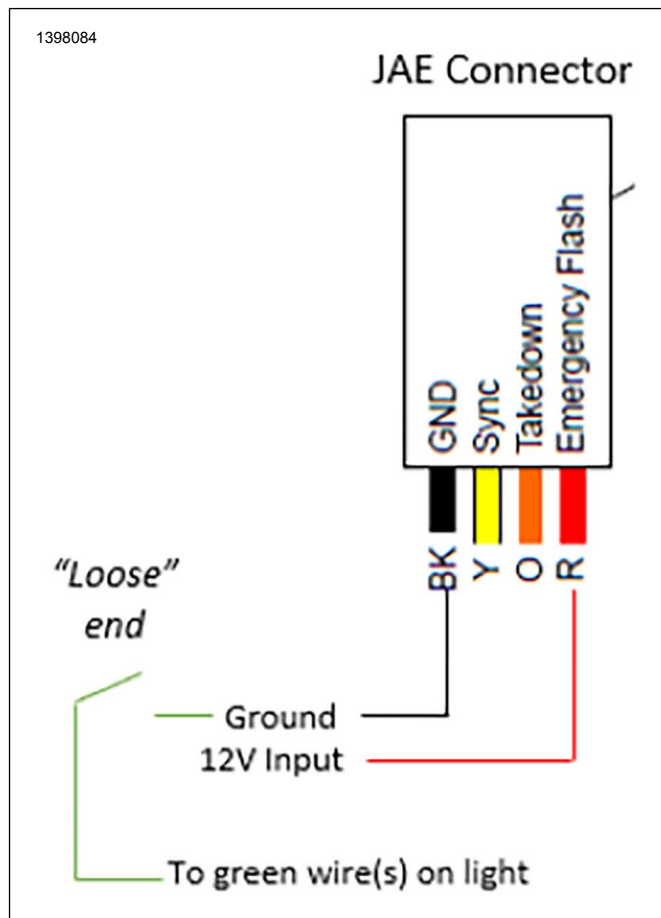 1398084
JAE Connector
GND
Sync
Takedown
Emergency Flash
BK
Y
O
R
“Loose”
end
Ground
12V Input
To green wire(s) on light